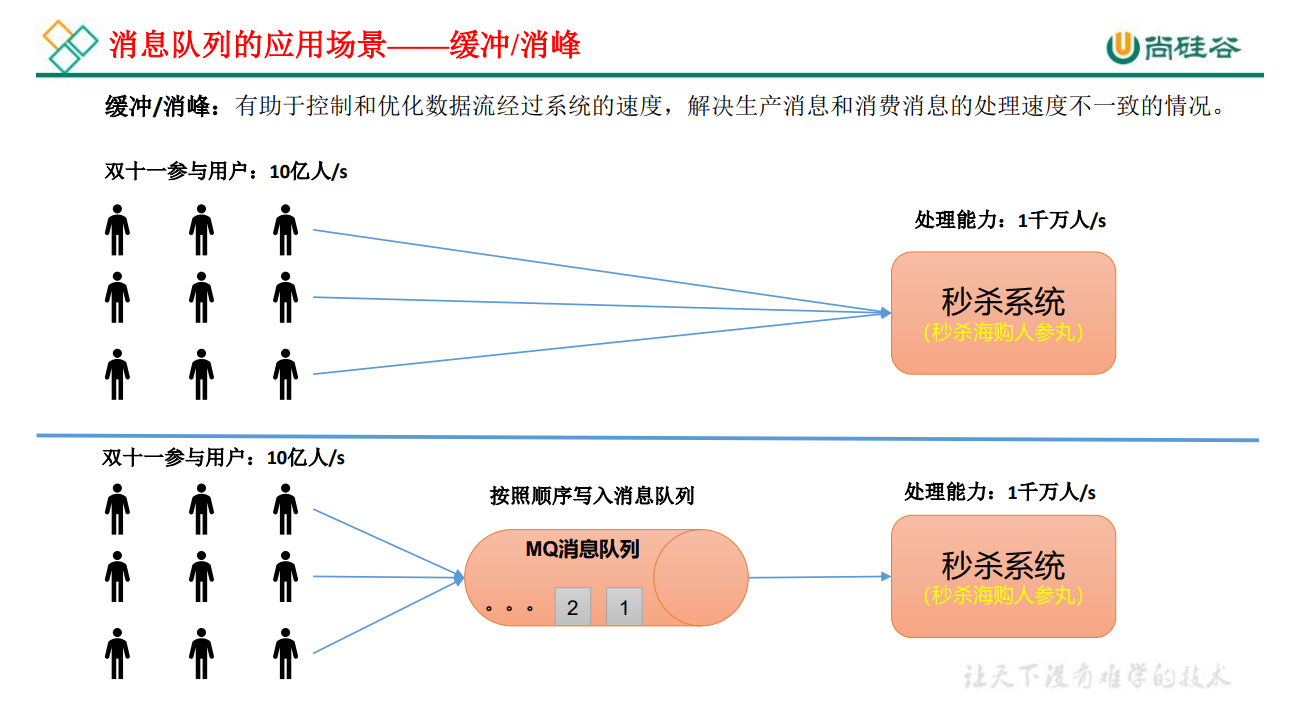 消息队列的应用场景——缓冲/消峰
尚硅谷
缓冲/消峰：有助于控制和优化数据流经过系统的速度，解决生产消息和消费消息的处理速度不一致的情况。
双十一参与用户：10亿人/s
处理能力：1千万人/s
秒杀系统
（秒杀海购人参丸）
双十一参与用户：10亿人/s
按照顺序写入消息队列
处理能力：1千万人/s
MQ消息队列
。。。 2 1
秒杀系统
（秒杀海购人参丸）
让天下没有难学的技术